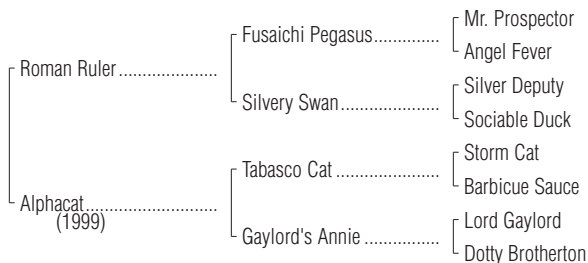 Mr. Prospector
Fusaichi Pegasus..............
Angel Fever
Roman Ruler.....................
Silver Deputy
Silvery Swan.....................
Sociable Duck
Storm Cat
Tabasco Cat......................
Barbicue Sauce
Alphacat............................
(1999)
Lord Gaylord
Gaylord's Annie................
Dotty Brotherton